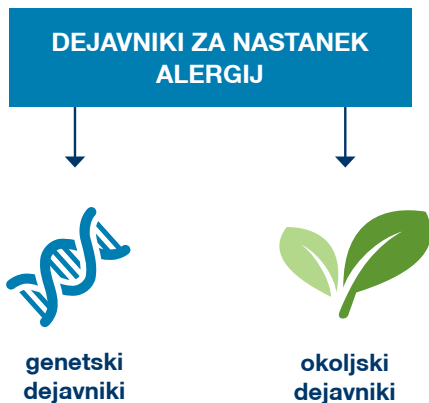 DEJAVNIKI ZA NASTANEK
ALERGIJ
genetski
dejavniki
okoljski
dejavniki